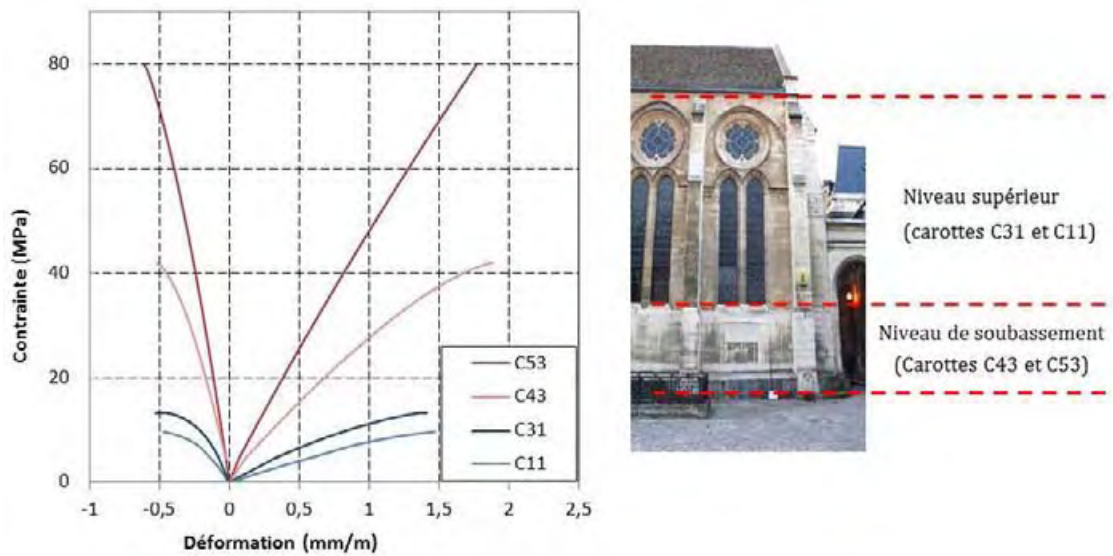 80
60
40
20
0
Contrainte (MPa)
-1
-0,5
0
0,5
1
1,5
2
2,5
Déformation (mm/m)
C53
C43
C31
C11
Niveau supérieur
(carottes C31 et C11)
Niveau de soubassement
(Carottes C43 et C53)